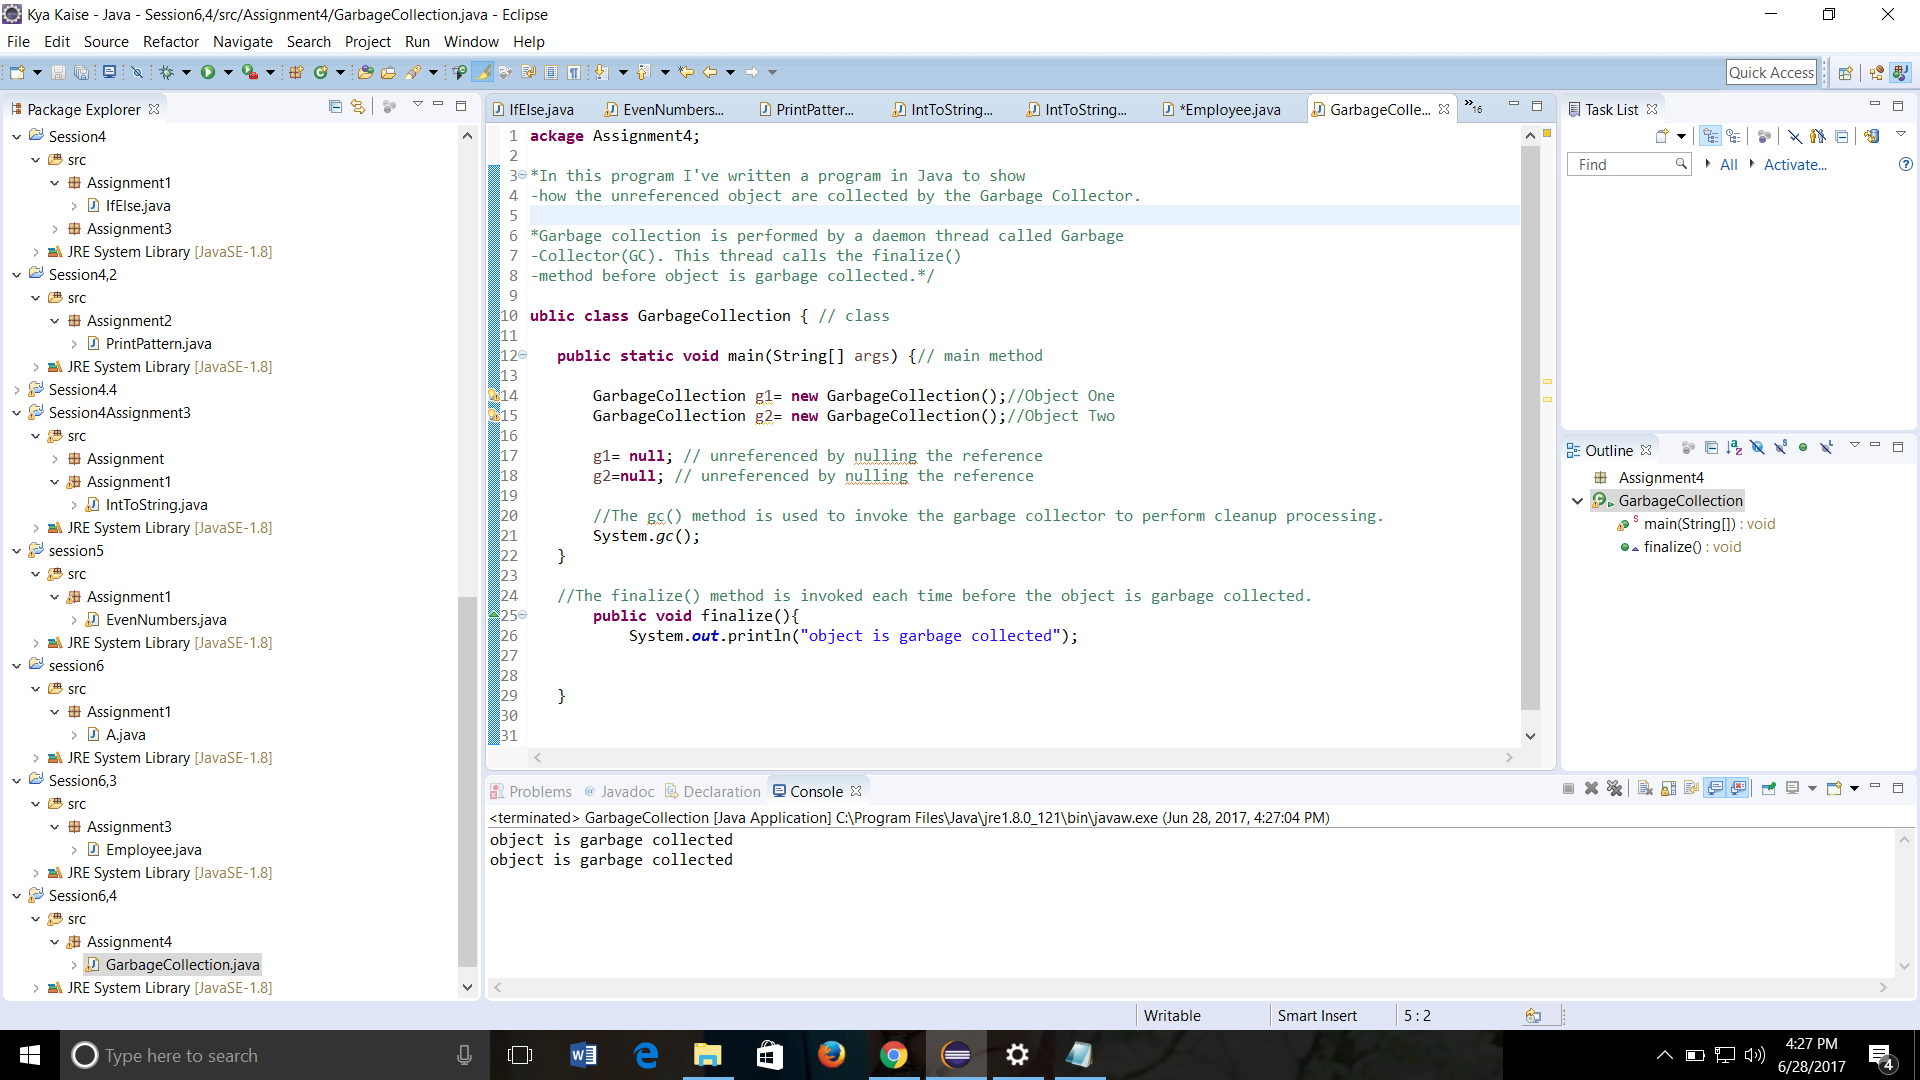 Kya Kaise - Java - Session6,4/src/Assignment4/GarbageCollection.java - Eclipse
File Edit Source Refactor Navigate Search Project Run Window Help
Quick Access
Package Explorer
Session4
src
Assignment1
IfElse.java
Assignment3
JRE System Library [JavaSE-1.8]
Session4,2
src
Assignment2
PrintPattern.java
JRE System Library [JavaSE-1.8]
Session4.4
Session4Assignment3
src
Assignment
Assignment1
IntToString.java
JRE System Library [JavaSE-1.8]
session5
src
Assignment1
EvenNumbers.java
JRE System Library [JavaSE-1.8]
session6
src
Assignment1
A.java
JRE System Library [JavaSE-1.8]
Session6,3
src
Assignment3
Employee.java
JRE System Library [JavaSE-1.8]
Session6,4
src
Assignment4
GarbageCollection.java
JRE System Library [JavaSE-1.8]
IfElse.java EvenNumbers... PrintPatter... IntToString... IntToString... *Employee.java GarbageColle... »16
1 ackage Assignment4;
2
3 *In this program I've written a program in Java to show
4 -how the unreferenced object are collected by the Garbage Collector.
5
6 *Garbage collection is performed by a daemon thread called Garbage
7 -Collector(GC). This thread calls the finalize()
8 -method before object is garbage collected.*/
9
10 ublic class GarbageCollection { // class
11
12 public static void main(String[] args) {// main method
13
14 GarbageCollection g1= new GarbageCollection();//Object One
15 GarbageCollection g2= new GarbageCollection();//Object Two
16
17 g1= null; // unreferenced by nulling the reference
18 g2=null; // unreferenced by nulling the reference
19
20 //The gc() method is used to invoke the garbage collector to perform cleanup processing.
21 System.gc();
22 }
23
24 //The finalize() method is invoked each time before the object is garbage collected.
25 public void finalize(){
26 System.out.println("object is garbage collected");
27
28
29 }
30
31
Problems @ Javadoc Declaration Console
<terminated> GarbageCollection [Java Application] C:\Program Files\Java\jre1.8.0_121\bin\javaw.exe (Jun 28, 2017, 4:27:04 PM)
object is garbage collected
object is garbage collected
Task List
Find All Activate...
Outline
Assignment4
GarbageCollection
main(String[]) : void
finalize() : void
Writable Smart Insert 5 : 2
Type here to search
4:27 PM
6/28/2017
4